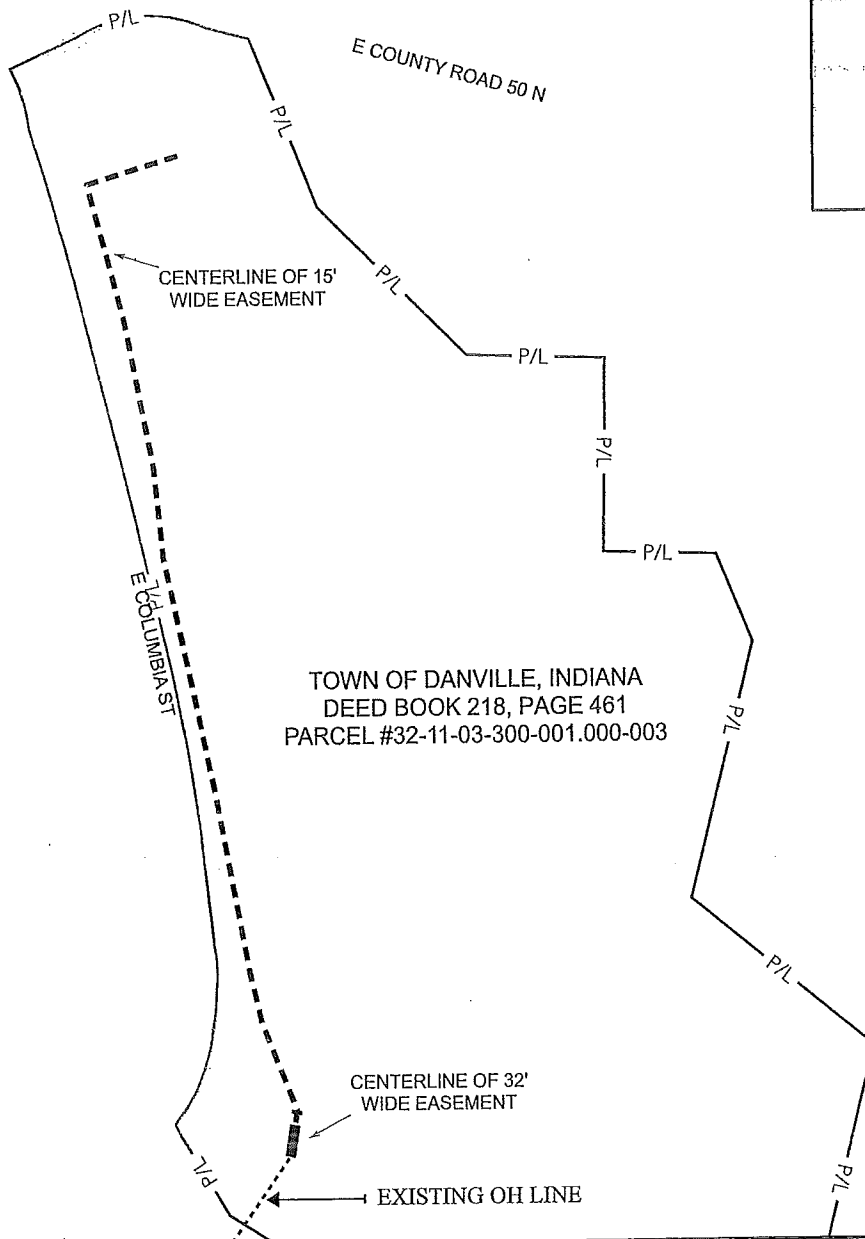 P/L
E COUNTY ROAD 50 N
P/L
CENTERLINE OF 15'
WIDE EASEMENT
P/L
P/L
P/L
P/L
P/L
E COLUMBIA ST
TOWN OF DANVILLE, INDIANA
DEED BOOK 218, PAGE 461
PARCEL #32-11-03-300-001.000-003
P/L
P/L
CENTERLINE OF 32'
WIDE EASEMENT
P/L
P/L
EXISTING OH LINE